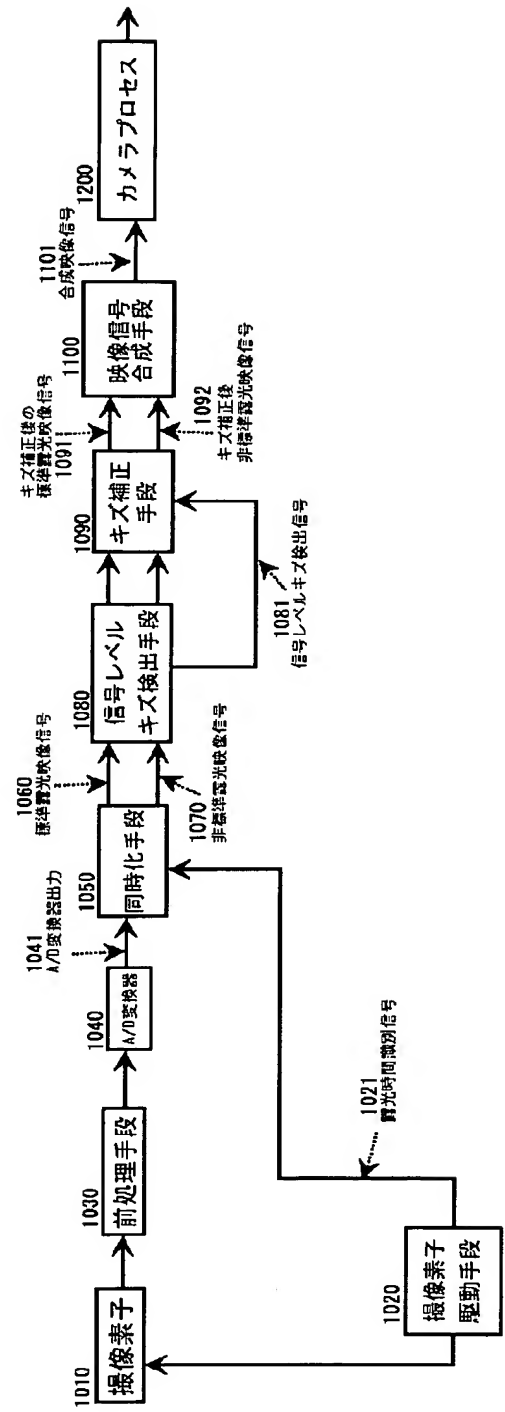 1010
撮像素子
1020
撮像素子
駆動手段
1021
露光時間識別信号
1030
前処理手段
1040
A/D変換器
1041
A/D変換器出力
1050
同時化手段
1060
標準露光映像信号
1070
非標準露光映像信号
1080
信号レベル
キズ検出手段
1081
信号レベルキズ検出信号
1090
キズ補正
手段
キズ補正後の
標準露光映像信号
1091
1092
キズ補正後
非標準露光映像信号
1100
映像信号
合成手段
1101
合成映像信号
1200
カメラプロセス